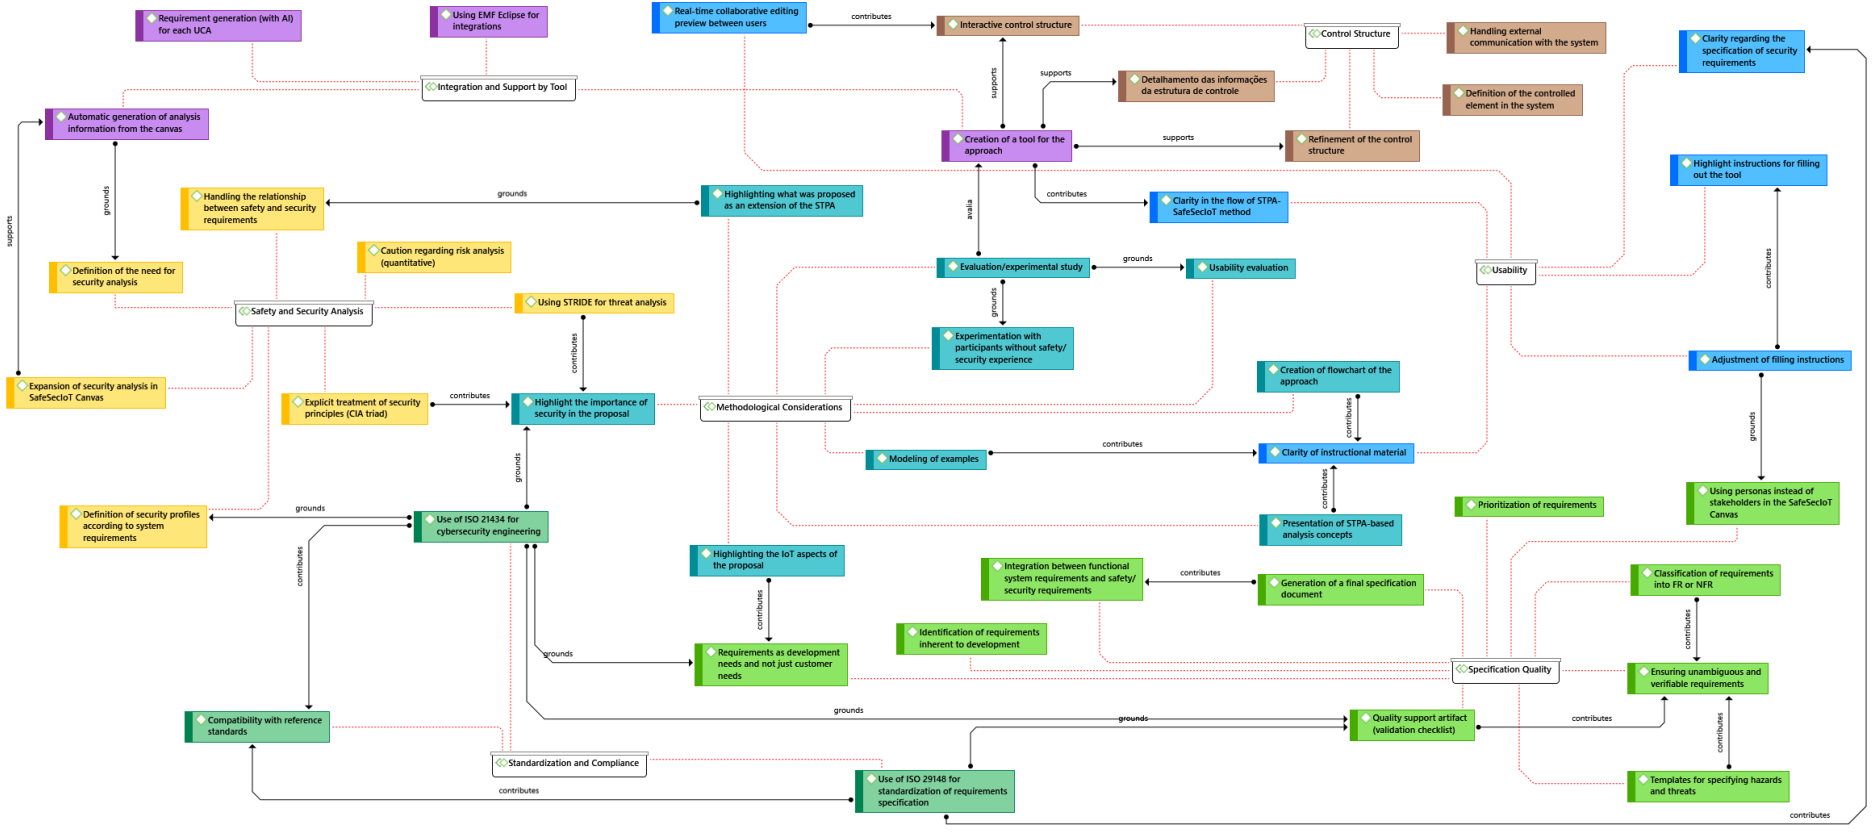 Requirement generation (with AI)
for each UCA
Using EMF Eclipse for
integrations
Real-time collaborative editing
preview between users
contributes
Interactive control structure
Control Structure
Handling external
communication with the system
Clarity regarding the
specification of security
requirements
Integration and Support by Tool
supports
supports
Detalhamento das informações
da estrutura de controle
Definition of the controlled
element in the system
Automatic generation of analysis
information from the canvas
Creation of a tool for the
approach
supports
Refinement of the control
structure
Highlight instructions for filling
out the tool
grounds
Handling the relationship
between safety and security
requirements
grounds
Highlighting what was proposed
as an extension of the STPA
avalia
contributes
Clarity in the flow of STPA-
SafeSecIoT method
supports
Caution regarding risk analysis
(quantitative)
Definition of the need for
security analysis
Evaluation/experimental study
grounds
Usability evaluation
Usability
contributes
Using STRIDE for threat analysis
Safety and Security Analysis
grounds
contributes
Experimentation with
participants without safety/
security experience
Adjustment of filling instructions
Expansion of security analysis in
SafeSecIoT Canvas
Creation of flowchart of the
approach
Explicit treatment of security
principles (CIA triad)
contributes
Highlight the importance of
security in the proposal
Methodological Considerations
contributes
grounds
contributes
Modeling of examples
Clarity of instructional material
grounds
contributes
Using personas instead of
stakeholders in the SafeSecIoT
Canvas
Prioritization of requirements
Definition of security profiles
according to system
requirements
grounds
Use of ISO 21434 for
cybersecurity engineering
Presentation of STPA-based
analysis concepts
contributes
Highlighting the IoT aspects of
the proposal
Integration between functional
system requirements and safety/
security requirements
contributes
Generation of a final specification
document
Classification of requirements
into FR or NFR
contributes
contributes
Identification of requirements
inherent to development
grounds
Requirements as development
needs and not just customer
needs
Specification Quality
Ensuring unambiguous and
verifiable requirements
Compatibility with reference
standards
grounds
grounds
Quality support artifact
(validation checklist)
contributes
contributes
Standardization and Compliance
Use of ISO 29148 for
standardization of requirements
specification
Templates for specifying hazards
and threats
contributes
contributes